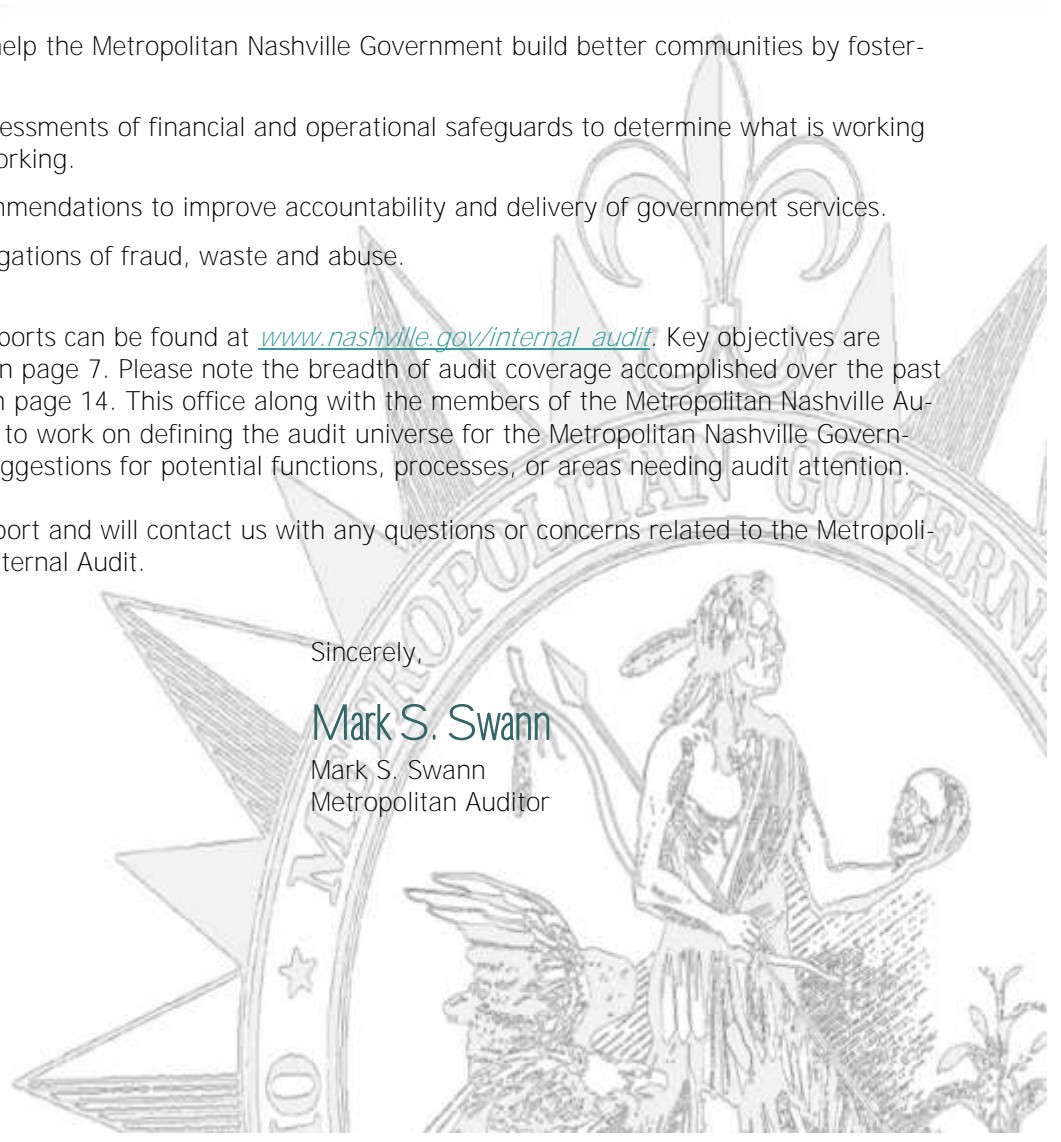 help the Metropolitan Nashville Government build better communities by foster-
essments of financial and operational safeguards to determine what is working
orking.
mmendations to improve accountability and delivery of government services.
gations of fraud, waste and abuse.
ports can be found at www.nashville.gov/internal_audit. Key objectives are
n page 7. Please note the breadth of audit coverage accomplished over the past
n page 14. This office along with the members of the Metropolitan Nashville Au-
to work on defining the audit universe for the Metropolitan Nashville Govern-
ggestions for potential functions, processes, or areas needing audit attention.
port and will contact us with any questions or concerns related to the Metropoli-
ternal Audit.
Sincerely,
Mark S. Swann
Mark S. Swann
Metropolitan Auditor
METROPOLITAN GOVERN